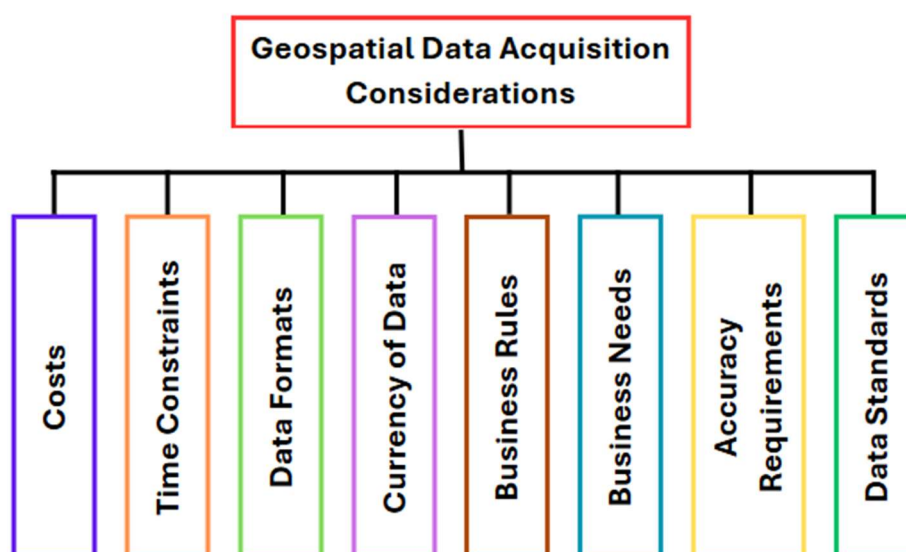 Geospatial Data Acquisition
Considerations
Costs
Time Constraints
Data Formats
Currency of Data
Business Rules
Business Needs
Accuracy
Requirements
Data Standards